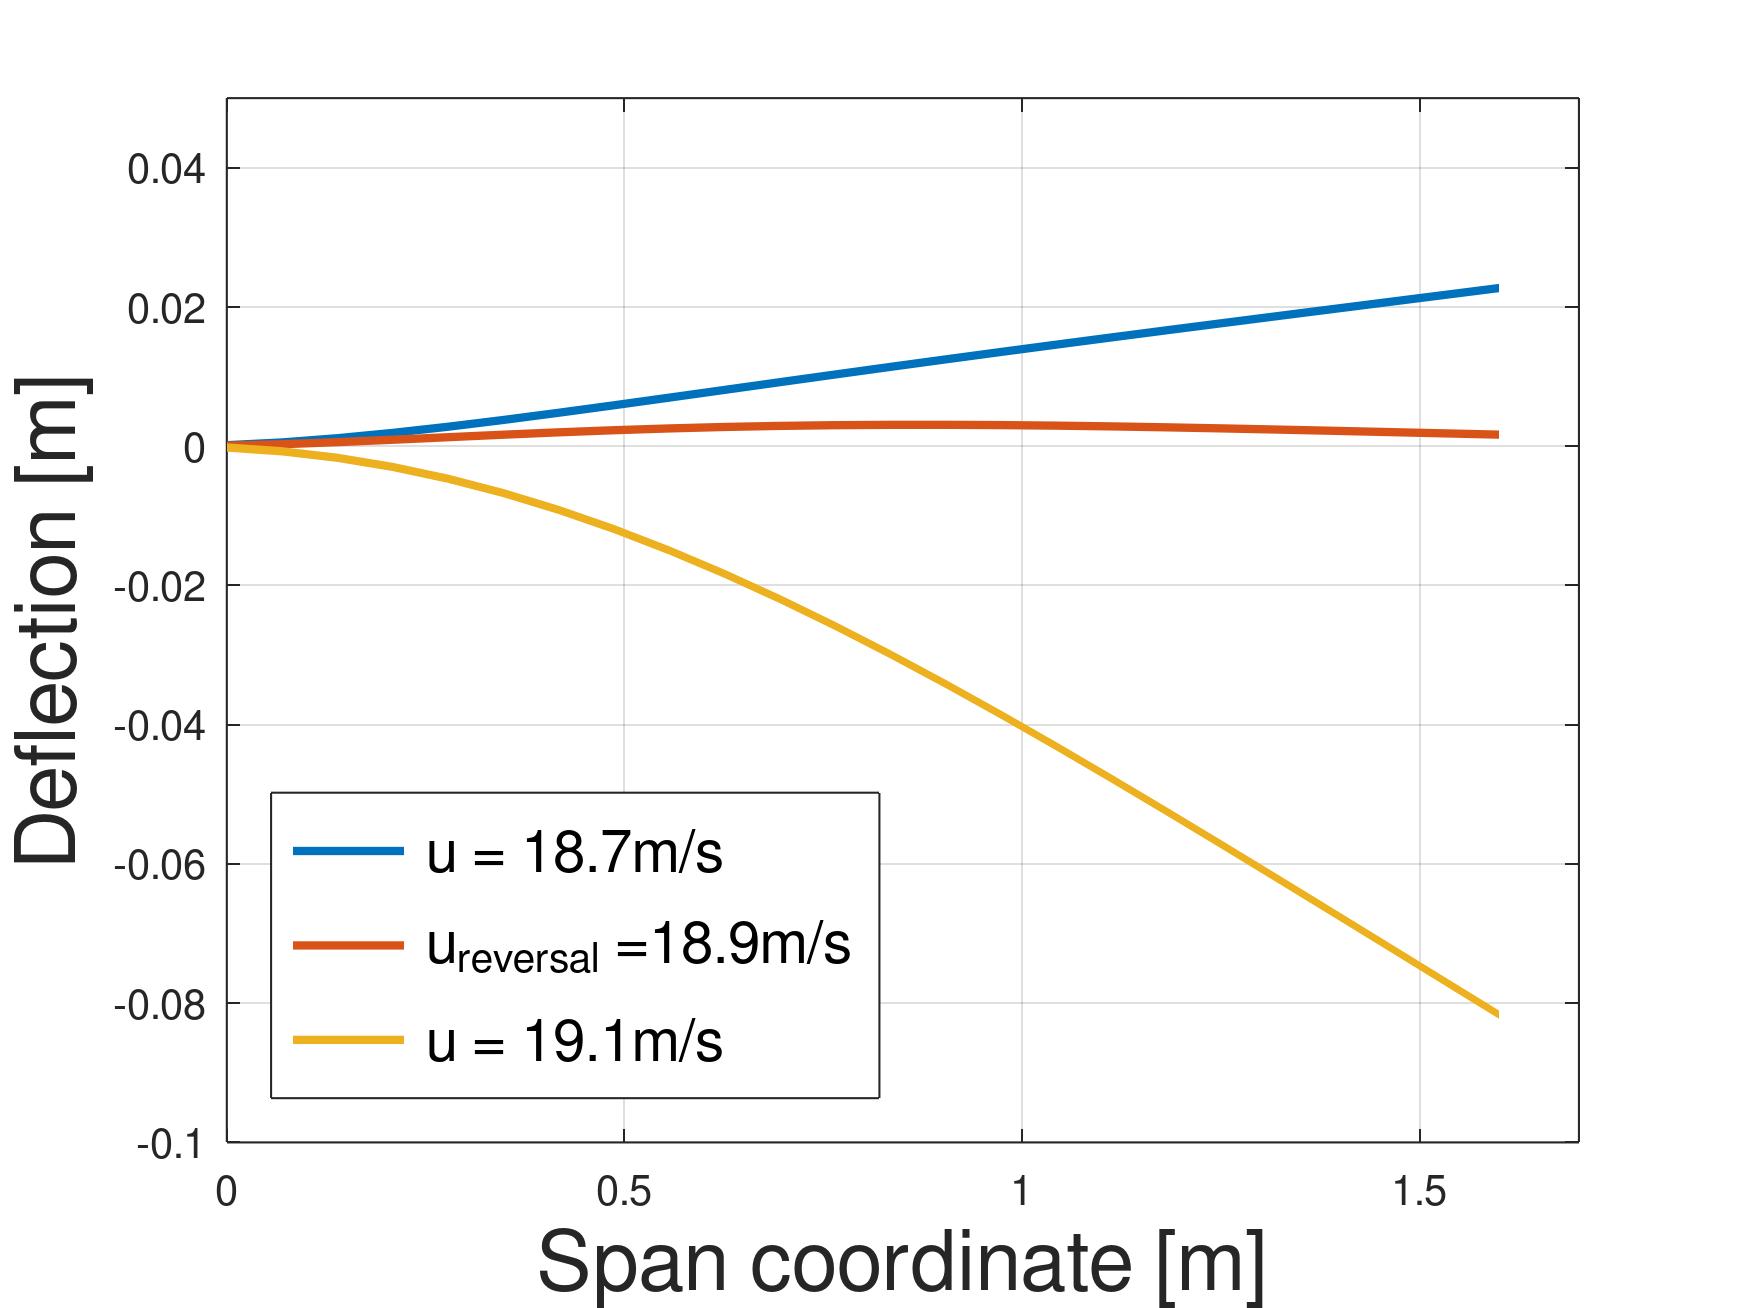 0.04
0.02
0
-0.02
-0.04
-0.06
-0.08
-0.1
Deflection [m]
u = 18.7m/s
u_reversal =18.9m/s
u = 19.1m/s
0 0.5 1 1.5
Span coordinate [m]